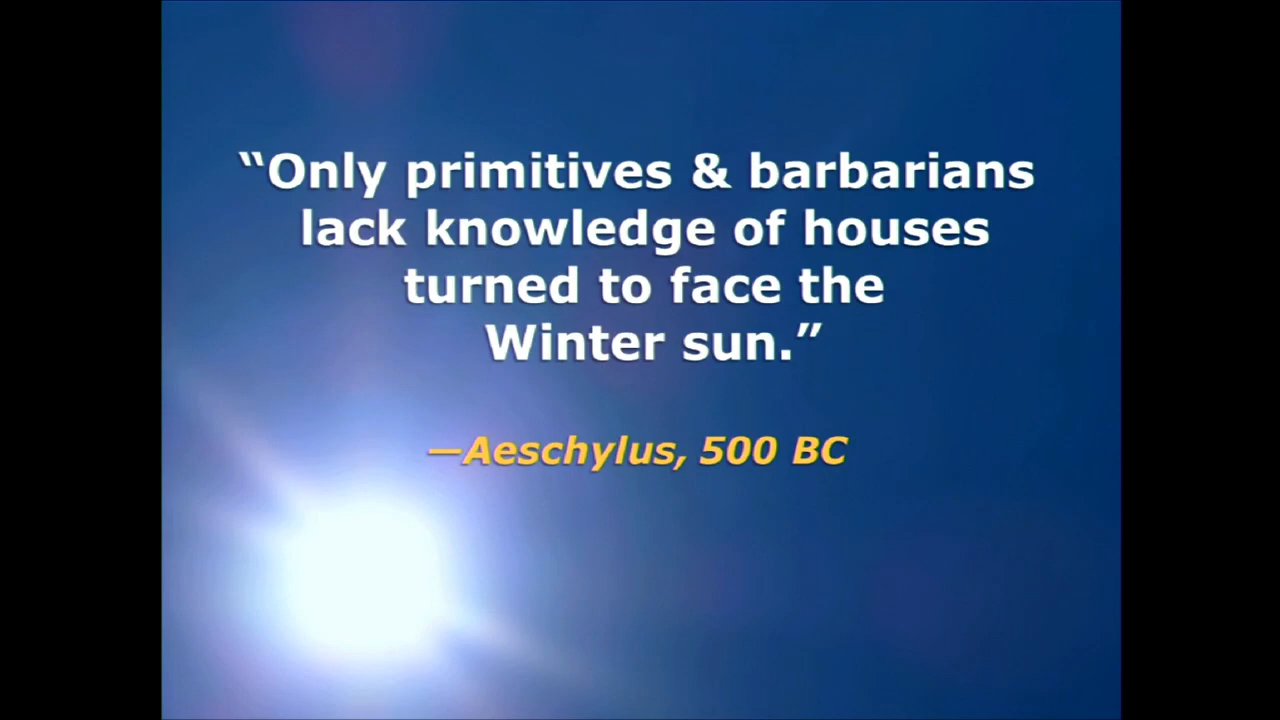 “Only primitives & barbarians
lack knowledge of houses
turned to face the
Winter sun.”
—Aeschylus, 500 BC